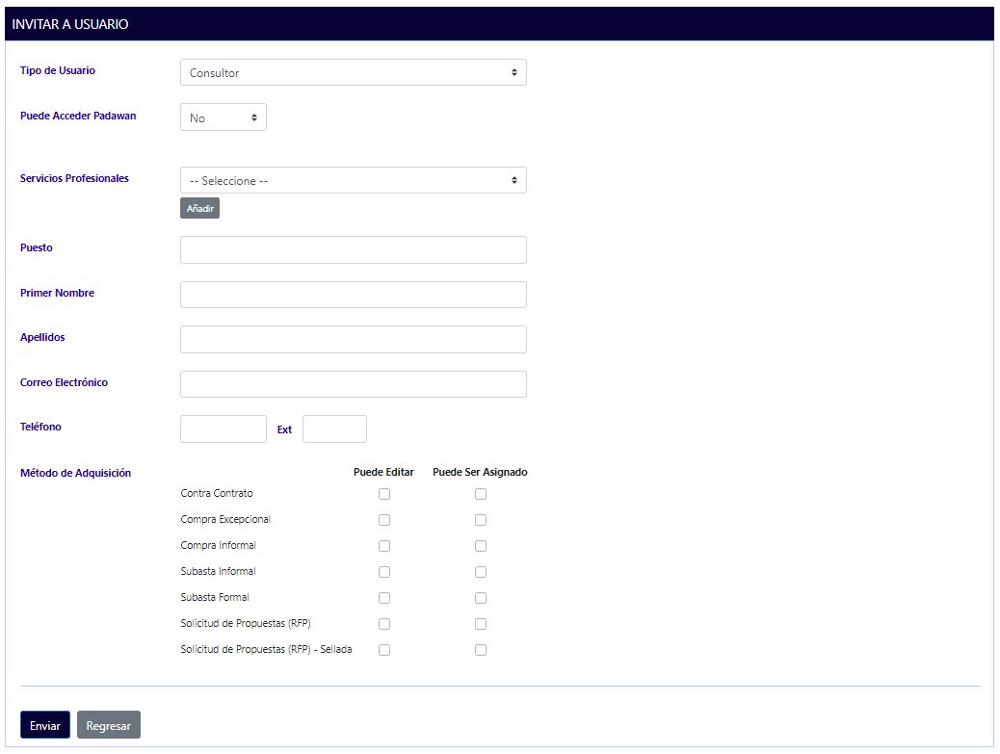 INVITAR A USUARIO
Tipo de Usuario Consultor
Puede Acceder Padawan No
Servicios Profesionales -- Seleccione --
Añadir
Puesto
Primer Nombre
Apellidos
Correo Electrónico
Teléfono Ext
Método de Adquisición Puede Editar Puede Ser Asignado
Contra Contrato
Compra Excepcional
Compra Informal
Subasta Informal
Subasta Formal
Solicitud de Propuestas (RFP)
Solicitud de Propuestas (RFP) - Sellada
Enviar Regresar